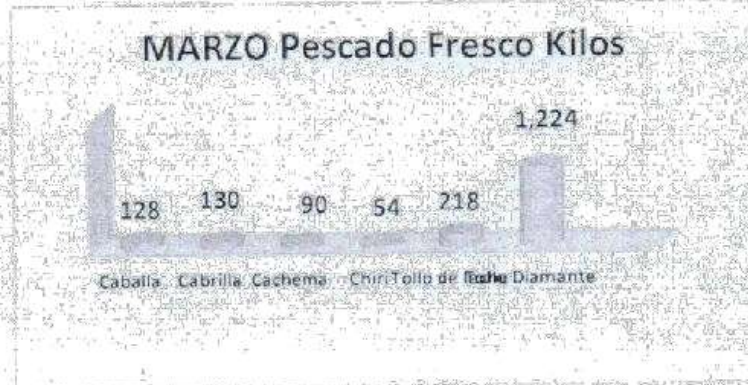 MARZO Pescado Fresco Kilos
1,224
128 130 90 54 218
Caballa Cabrilla Cachema Chiri Tollo de Diamante